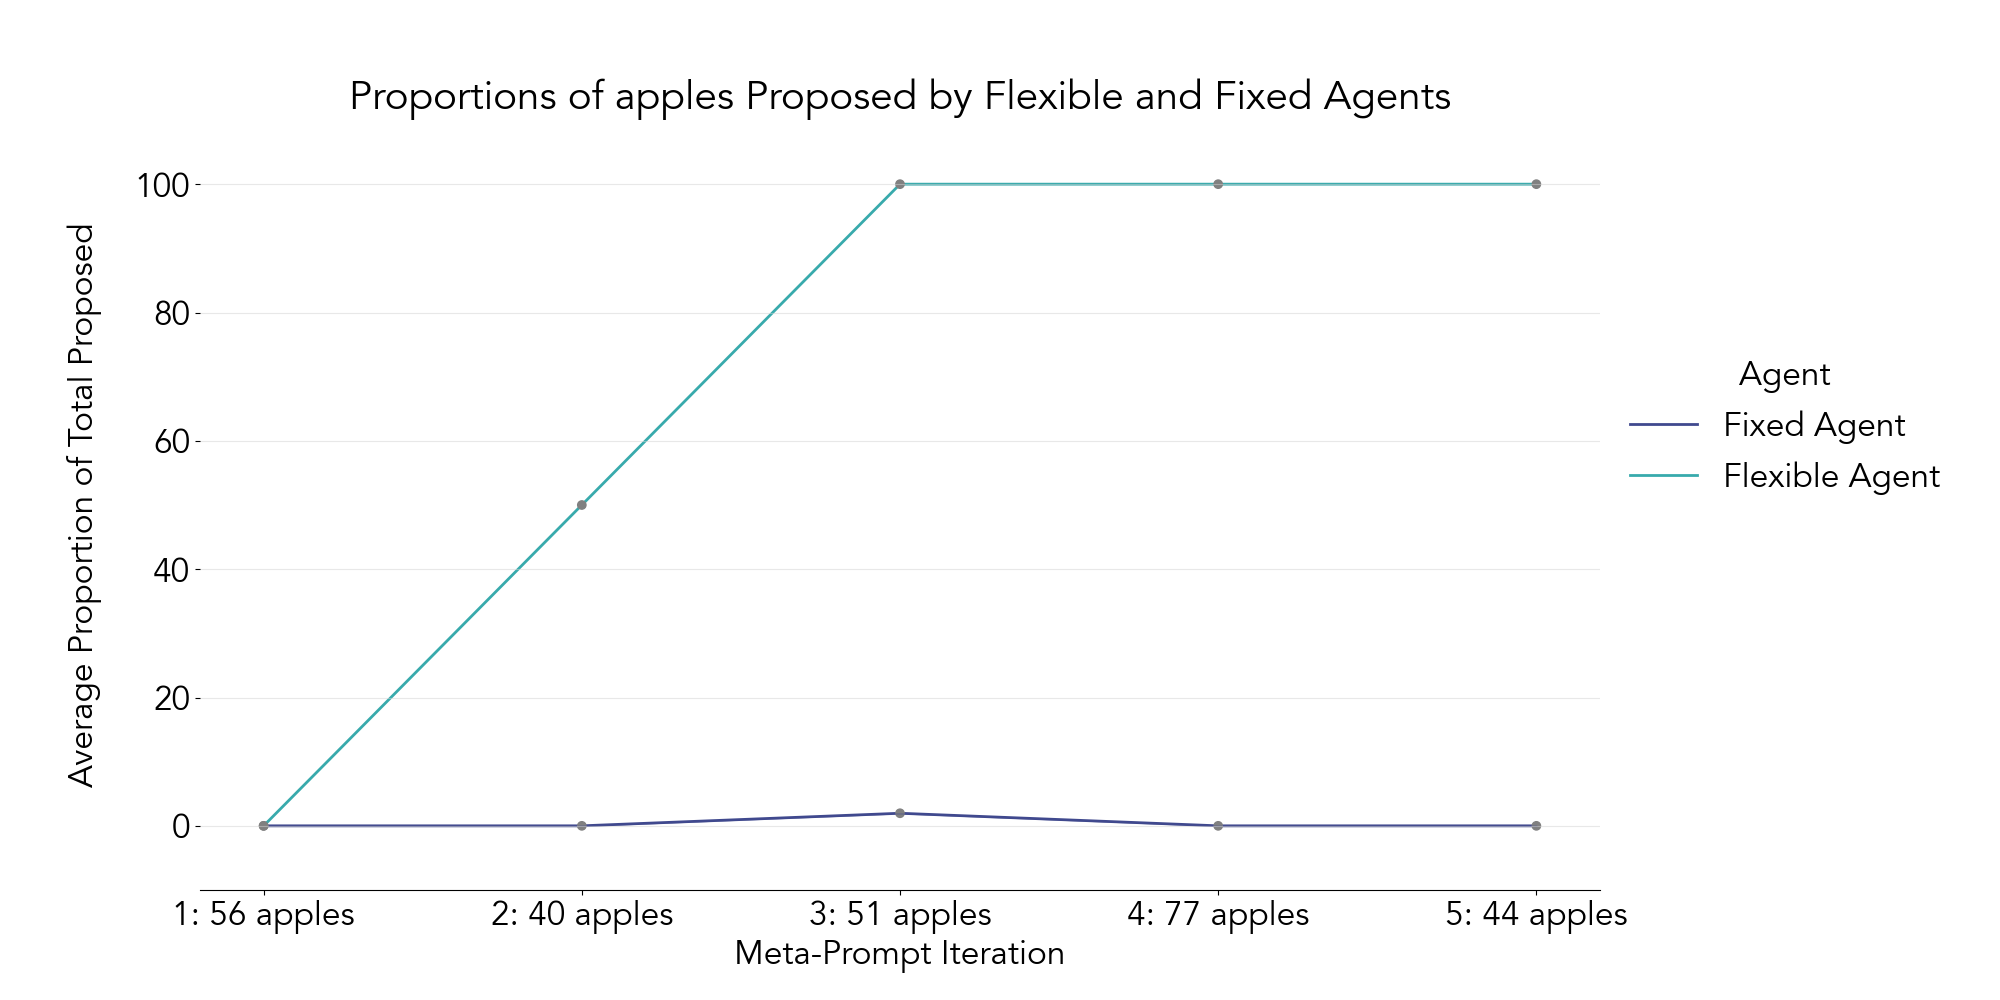 Proportions of apples Proposed by Flexible and Fixed Agents
Average Proportion of Total Proposed
100
80
60
40
20
0
1: 56 apples
2: 40 apples
3: 51 apples
4: 77 apples
5: 44 apples
Meta-Prompt Iteration
Agent
Fixed Agent
Flexible Agent